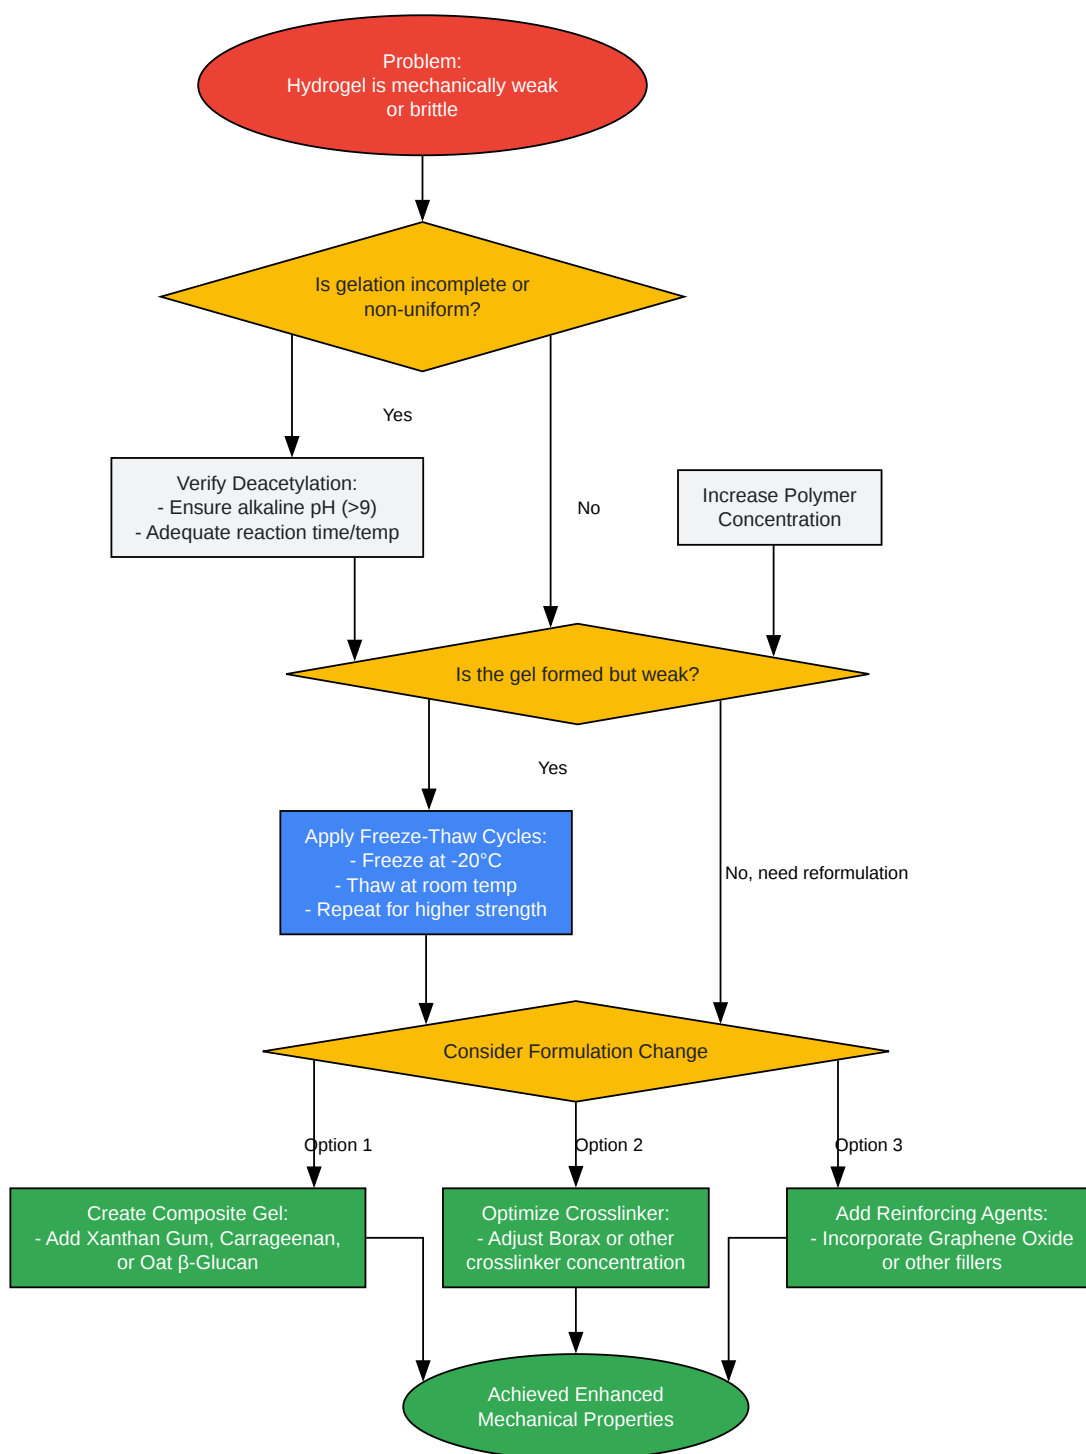 Problem:
Hydrogel is mechanically weak
or brittle
Is gelation incomplete or
non-uniform?
Yes
Verify Deacetylation:
- Ensure alkaline pH (>9)
- Adequate reaction time/temp
No
Increase Polymer
Concentration
Is the gel formed but weak?
Yes
Apply Freeze-Thaw Cycles:
- Freeze at -20°C
- Thaw at room temp
- Repeat for higher strength
No, need reformulation
Consider Formulation Change
Option 1
Option 2
Option 3
Create Composite Gel:
- Add Xanthan Gum, Carrageenan,
or Oat β-Glucan
Optimize Crosslinker:
- Adjust Borax or other
crosslinker concentration
Add Reinforcing Agents:
- Incorporate Graphene Oxide
or other fillers
Achieved Enhanced
Mechanical Properties